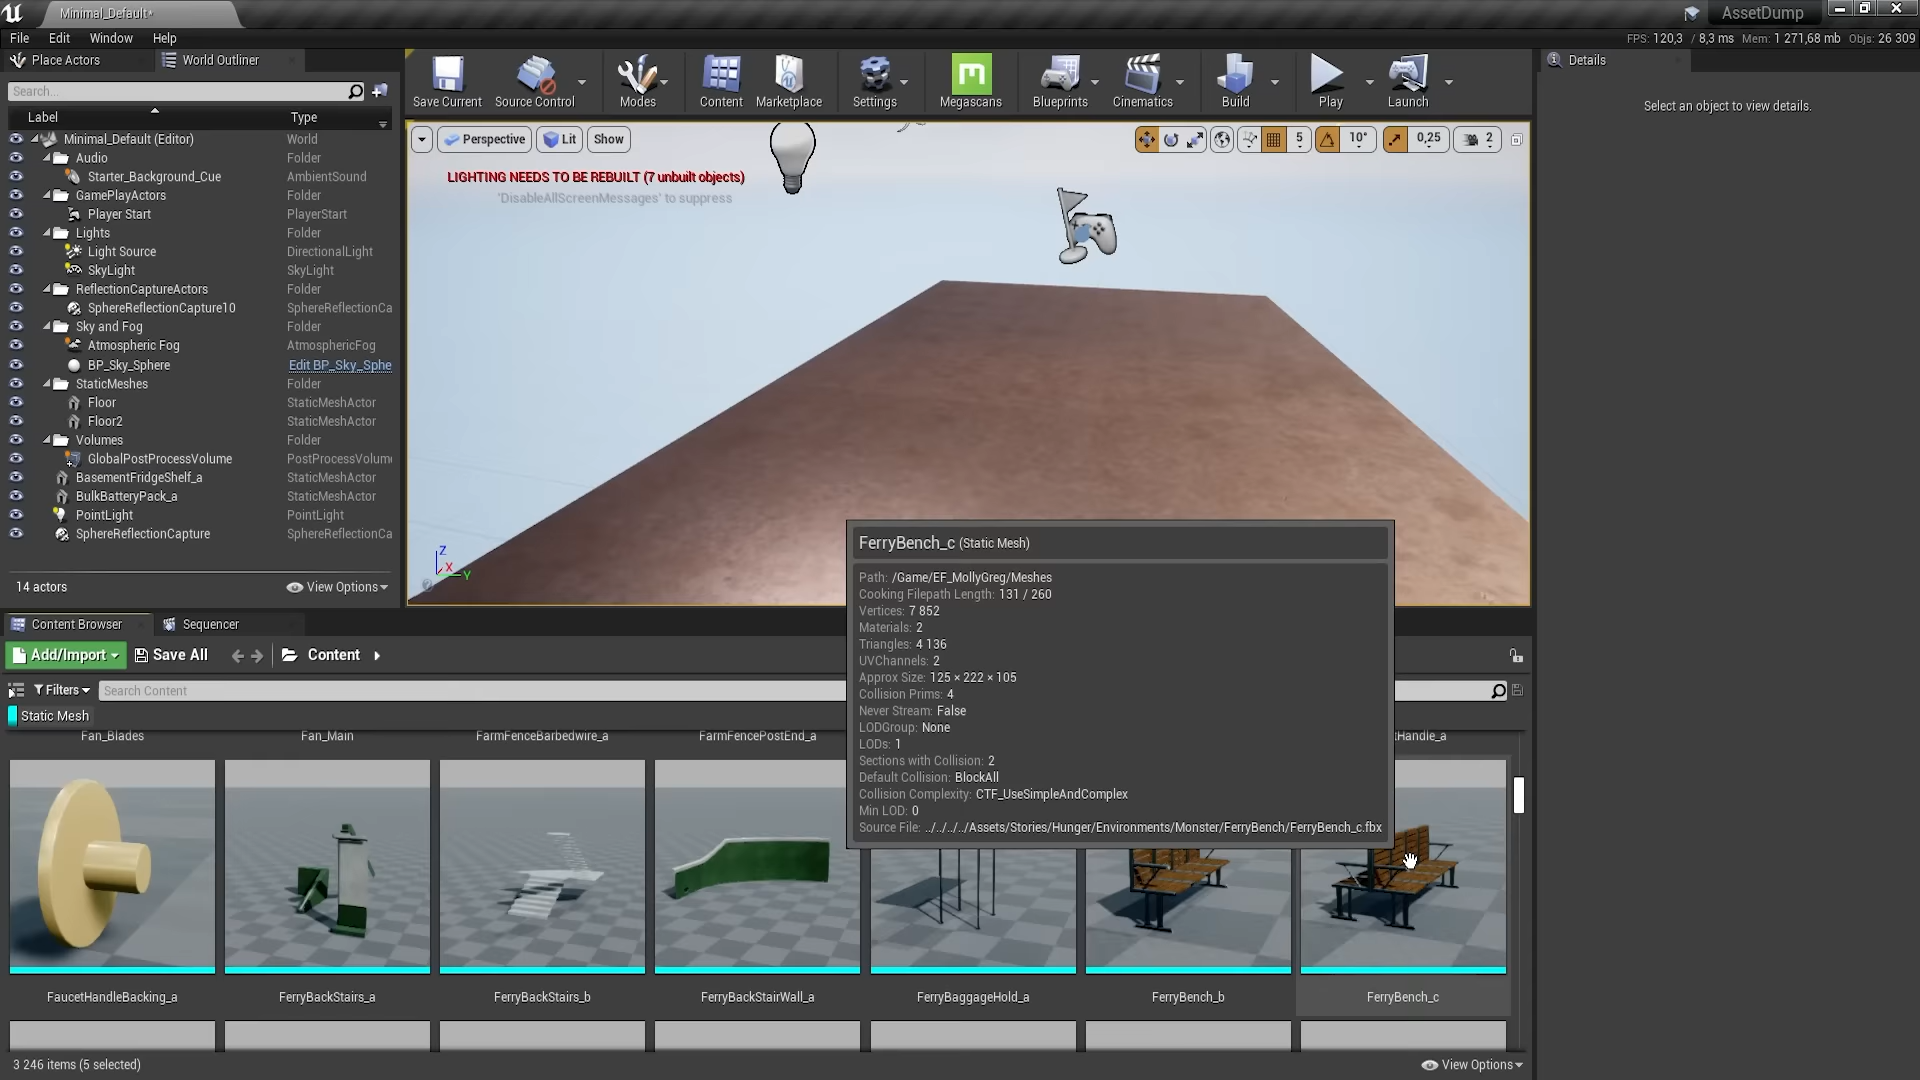 Minimal_Default*
AssetDump
File Edit Window Help
FPS: 120,3 / 8,3 ms Mem: 1 271,68 mb Objs: 26 309
Place Actors
World Outliner
Search...
Label Type
Minimal_Default (Editor) World
Audio Folder
Starter_Background_Cue AmbientSound
GamePlayActors Folder
Player Start PlayerStart
Lights Folder
Light Source DirectionalLight
SkyLight SkyLight
ReflectionCaptureActors Folder
SphereReflectionCapture10 SphereReflectionCa
Sky and Fog Folder
Atmospheric Fog AtmosphericFog
BP_Sky_Sphere Edit BP_Sky_Sphe
StaticMeshes Folder
Floor StaticMeshActor
Floor2 StaticMeshActor
Volumes Folder
GlobalPostProcessVolume PostProcessVolum
BasementFridgeShelf_a StaticMeshActor
BulkBatteryPack_a StaticMeshActor
PointLight PointLight
SphereReflectionCapture SphereReflectionCa
14 actors
View Options
Save Current
Source Control
Modes
Content
Marketplace
Settings
Megascans
Blueprints
Cinematics
Build
Play
Launch
Perspective
Lit
Show
5
10°
0,25
2
LIGHTING NEEDS TO BE REBUILT (7 unbuilt objects)
'DisableAllScreenMessages' to suppress
Z
X
Y
Details
Select an object to view details.
Content Browser
Sequencer
Add/Import
Save All
Content
Filters
Search Content
Static Mesh
FerryBench_c (Static Mesh)
Path: /Game/EF_MollyGreg/Meshes
Cooking Filepath Length: 131 / 260
Vertices: 7 852
Materials: 2
Triangles: 4 136
UVChannels: 2
Approx Size: 125 × 222 × 105
Collision Prims: 4
Never Stream: False
LODGroup: None
LODs: 1
Sections with Collision: 2
Default Collision: BlockAll
Collision Complexity: CTF_UseSimpleAndComplex
Min LOD: 0
Source File: ../../../../Assets/Stories/Hunger/Environments/Monster/FerryBench/FerryBench_c.fbx
Fan_Blades
Fan_Main
FarmFenceBarbedwire_a
FarmFencePostEnd_a
tHandle_a
FaucetHandleBacking_a
FerryBackStairs_a
FerryBackStairs_b
FerryBackStairWall_a
FerryBaggageHold_a
FerryBench_b
FerryBench_c
3 246 items (5 selected)
View Options